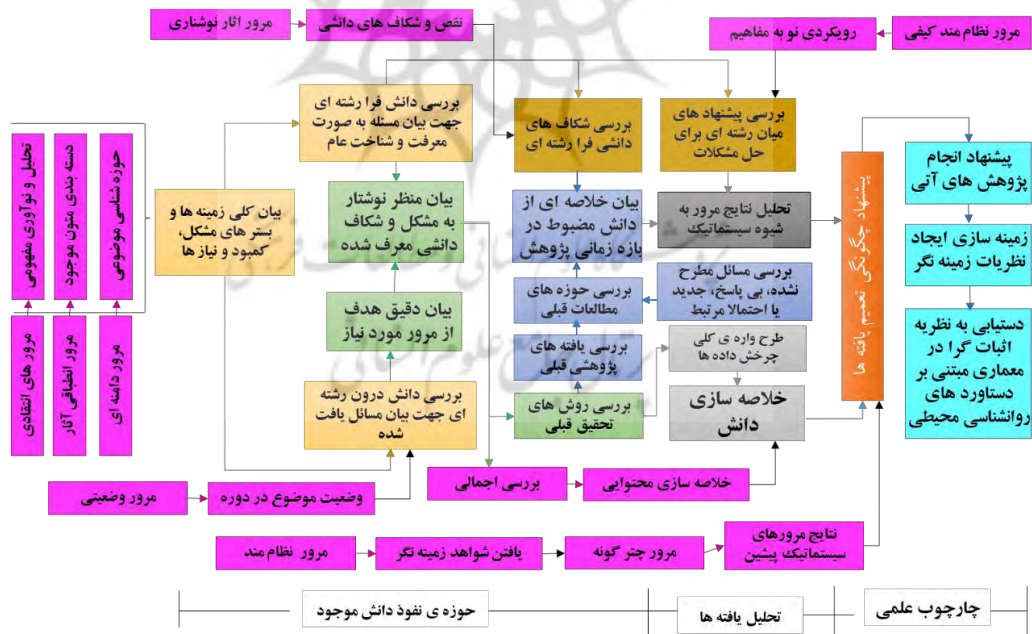 مرور آثار نوشتاری
نقص و شکاف های دانشی
رویکردی نو به مفاهیم
مرور نظام مند کیفی
بررسی دانش فرا رشته ای
جهت بیان مسئله به صورت
معرفت و شناخت عام
بررسی شکاف های
دانشی فرا رشته ای
بررسی پیشنهاد های
میان رشته ای برای
حل مشکلات
پیشنهاد چگونگی تعمیم یافته ها
پیشنهاد انجام
پژوهش های آتی
زمینه سازی ایجاد
نظریات زمینه نگر
دستیابی به نظریه
اثبات گرا در
معماری مبتنی بر
دستاورد های
روانشناسی محیطی
تحلیل و نوآوری مفهومی
دسته بندی متون موجود
حوزه شناسی موضوعی
مرور های انتقادی
مرور انطباقی آثار
مرور دامنه ای
بیان کلی زمینه ها و
بستر های مشکل،
کمبود و نیاز ها
بیان منظر نوشتار
به مشکل و شکاف
دانشی معرف شده
بیان دقیق هدف
از مرور مورد نیاز
بررسی دانش درون رشته
ای جهت بیان مسائل یافت
شده
بیان خلاصه ای از
دانش مضبوط در
بازه زمانی پژوهش
بررسی حوزه های
مطالعات قبلی
بررسی یافته های
پژوهشی قبلی
بررسی روش های
تحقیق قبلی
تحلیل نتایج مرور به
شیوه سیستماتیک
بررسی مسائل مطرح
نشده، بی پاسخ، جدید
یا احتمالا مرتبط
طرح واره ی کلی
چرخش داده ها
خلاصه سازی
دانش
مرور وضعیتی
وضعیت موضوع در دوره
بررسی اجمالی
خلاصه سازی محتوایی
مرور نظام مند
یافتن شواهد زمینه نگر
مرور چتر گونه
نتایج مرورهای
سیستماتیک پیشین
حوزه ی نفوذ دانش موجود
تحلیل یافته ها
چارچوب علمی